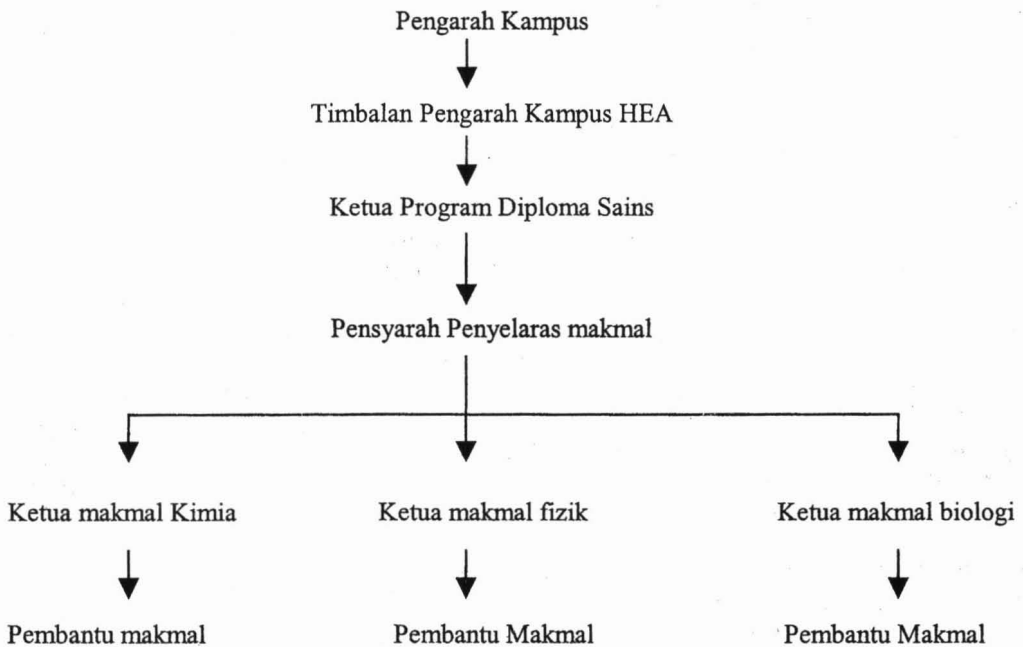 Pengarah Kampus
Timbalan Pengarah Kampus HEA
Ketua Program Diploma Sains
Pensyarah Penyelaras makmal
Ketua makmal Kimia
Ketua makmal fizik
Ketua makmal biologi
Pembantu makmal
Pembantu Makmal
Pembantu Makmal